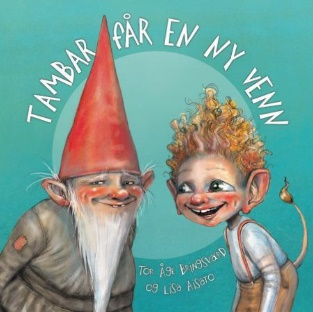 TAMBAR FÅR EN NY VENN
TOR ÅGE BRINGSVÆRD
OG LISA AISATO